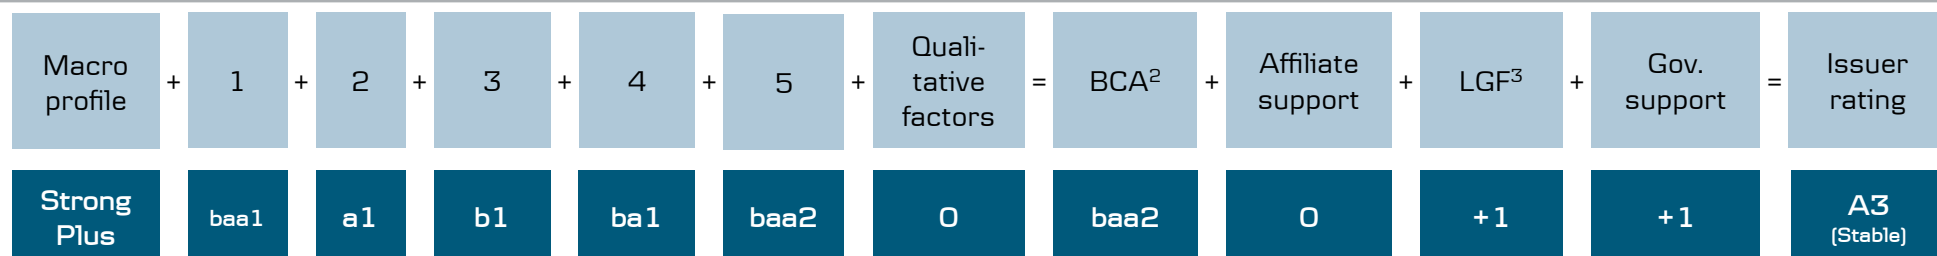 Macro
profile
+
1
+
2
+
3
+
4
+
5
+
Quali-
tative
factors
=
BCA²
+
Affiliate
support
+
LGF³
+
Gov.
support
=
Issuer
rating
Strong
Plus
baa1
a1
b1
ba1
baa2
0
baa2
0
+1
+1
A3
(Stable)